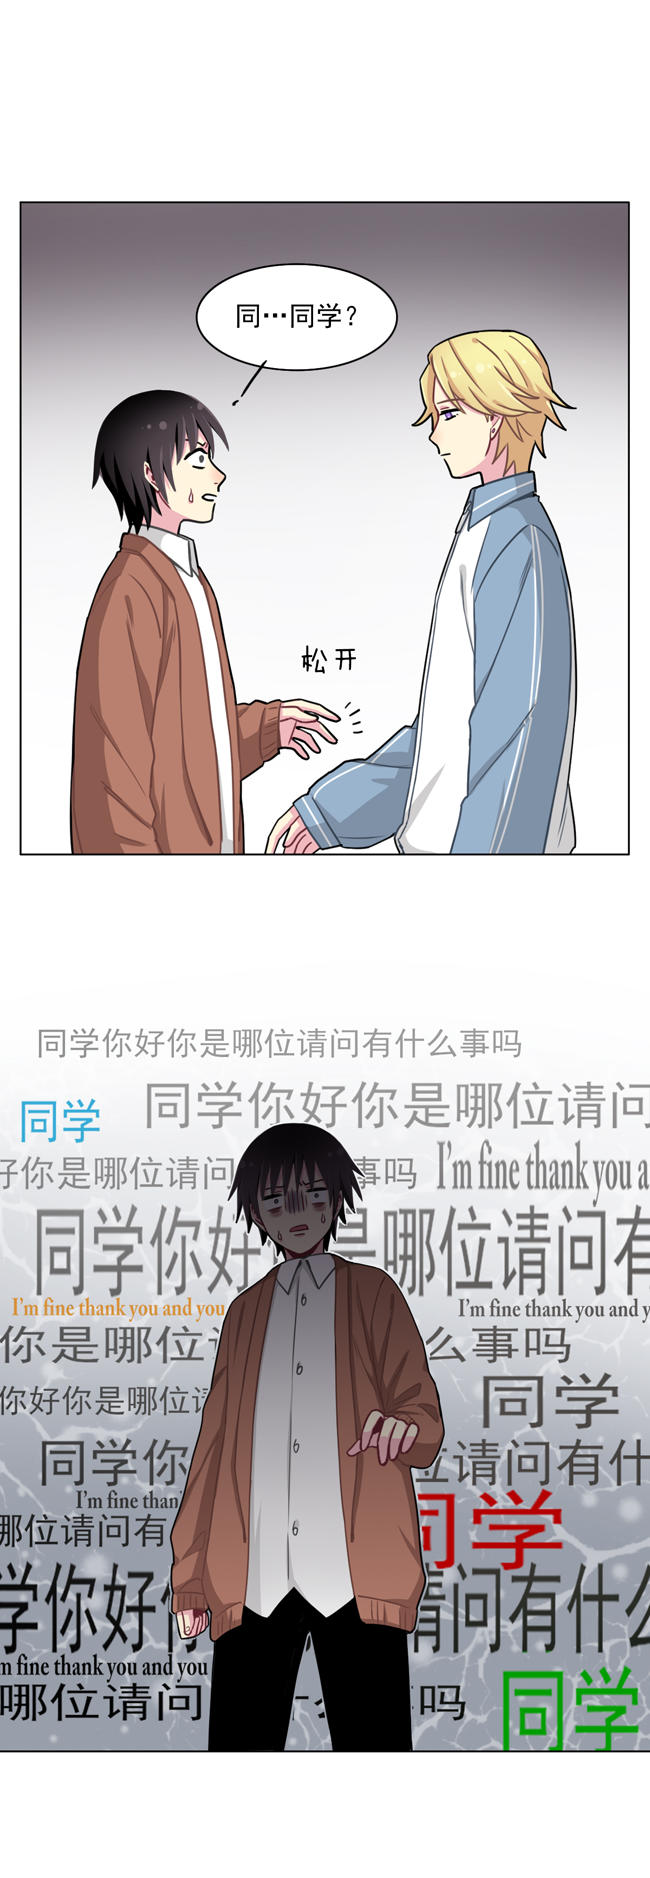 同…同学？
松开
同学你好你是哪位请问有什么事吗
同学你好你是哪位请问
同学
好你是哪位请问
事吗
I'm fine thank you a
同学你好
是哪位请问有
I'm fine thank you and you
I'm fine thank you and y
你是哪位
么事吗
你好你是哪位
同学
同学你
位请问有什
I'm fine than
同学
哪位请问有
学你好
请问有什么
m fine thank you and you
哪位请问
什么事吗
同学